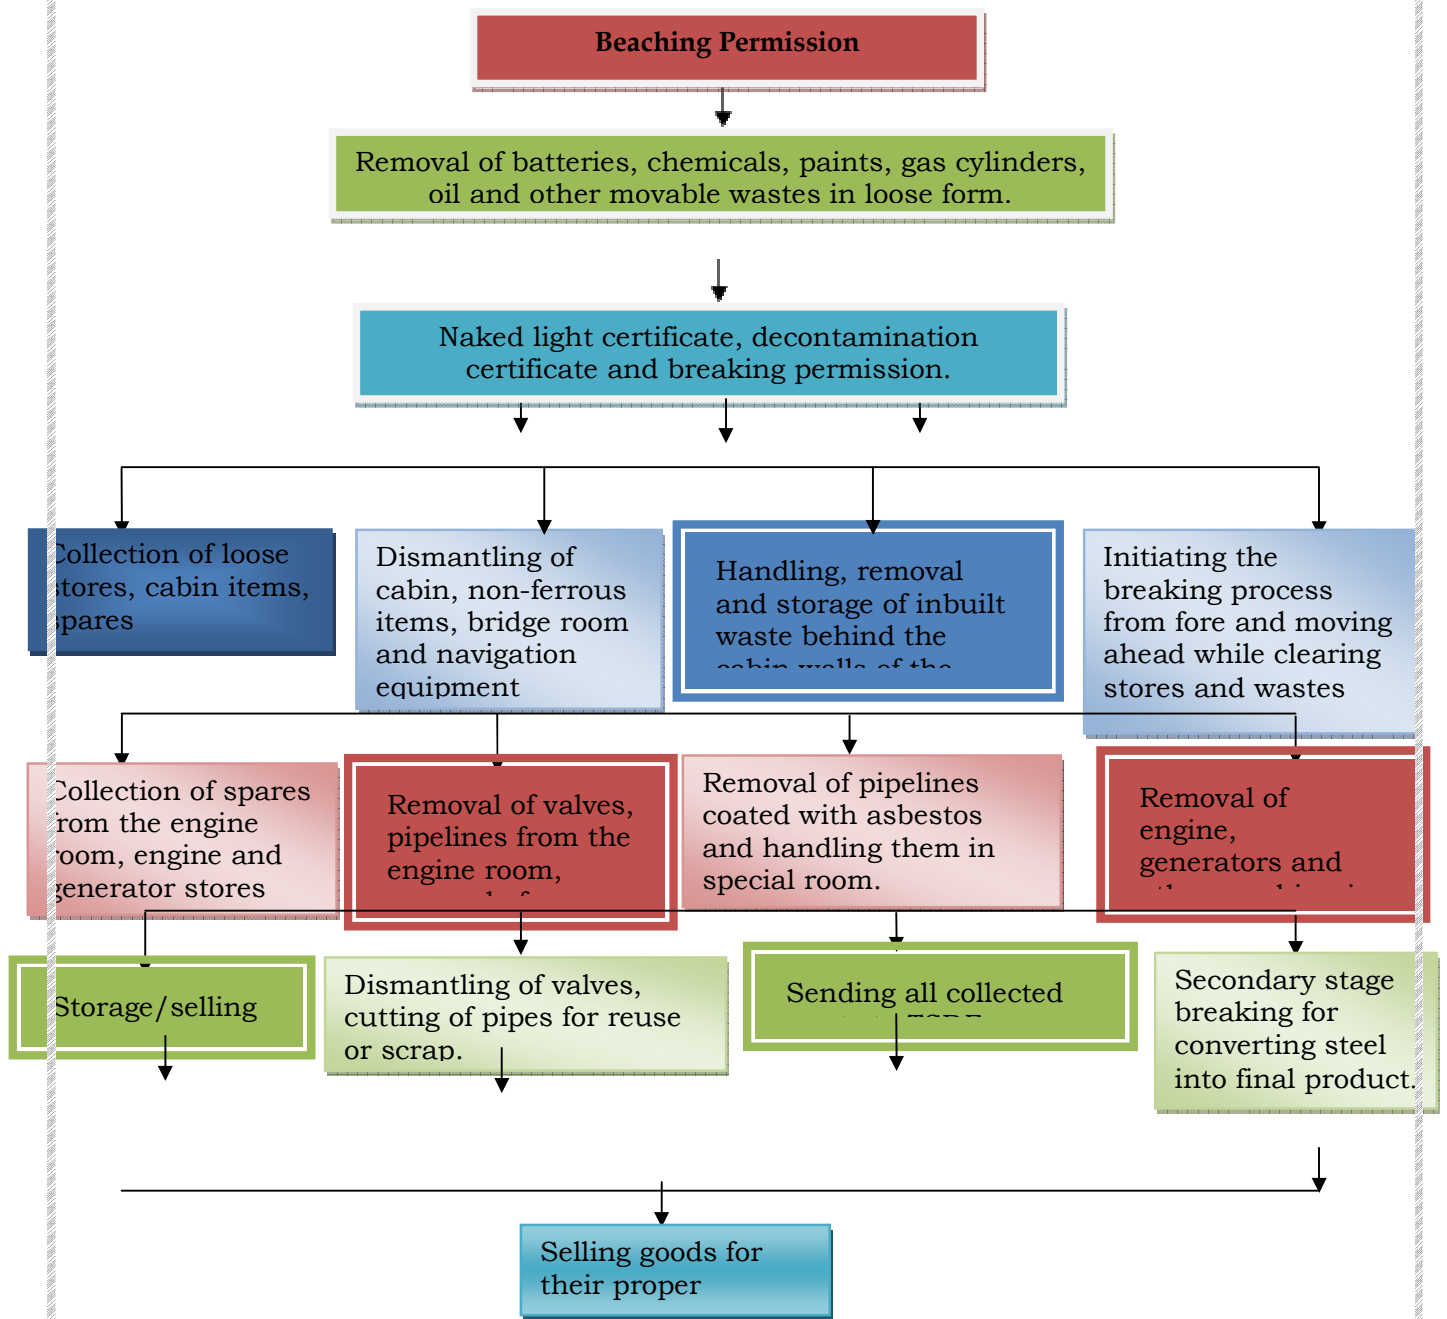 Beaching Permission
Removal of batteries, chemicals, paints, gas cylinders,
oil and other movable wastes in loose form.
Naked light certificate, decontamination
certificate and breaking permission.
Collection of loose
stores, cabin items,
spares
Dismantling of
cabin, non-ferrous
items, bridge room
and navigation
equipment
Handling, removal
and storage of inbuilt
waste behind the
cabin walls of the
Initiating the
breaking process
from fore and moving
ahead while clearing
stores and wastes
Collection of spares
from the engine
room, engine and
generator stores
Removal of valves,
pipelines from the
engine room,
Removal of pipelines
coated with asbestos
and handling them in
special room.
Removal of
engine,
generators and
Storage/selling
Dismantling of valves,
cutting of pipes for reuse
or scrap.
Sending all collected
TSDF
Secondary stage
breaking for
converting steel
into final product.
Selling goods for
their proper